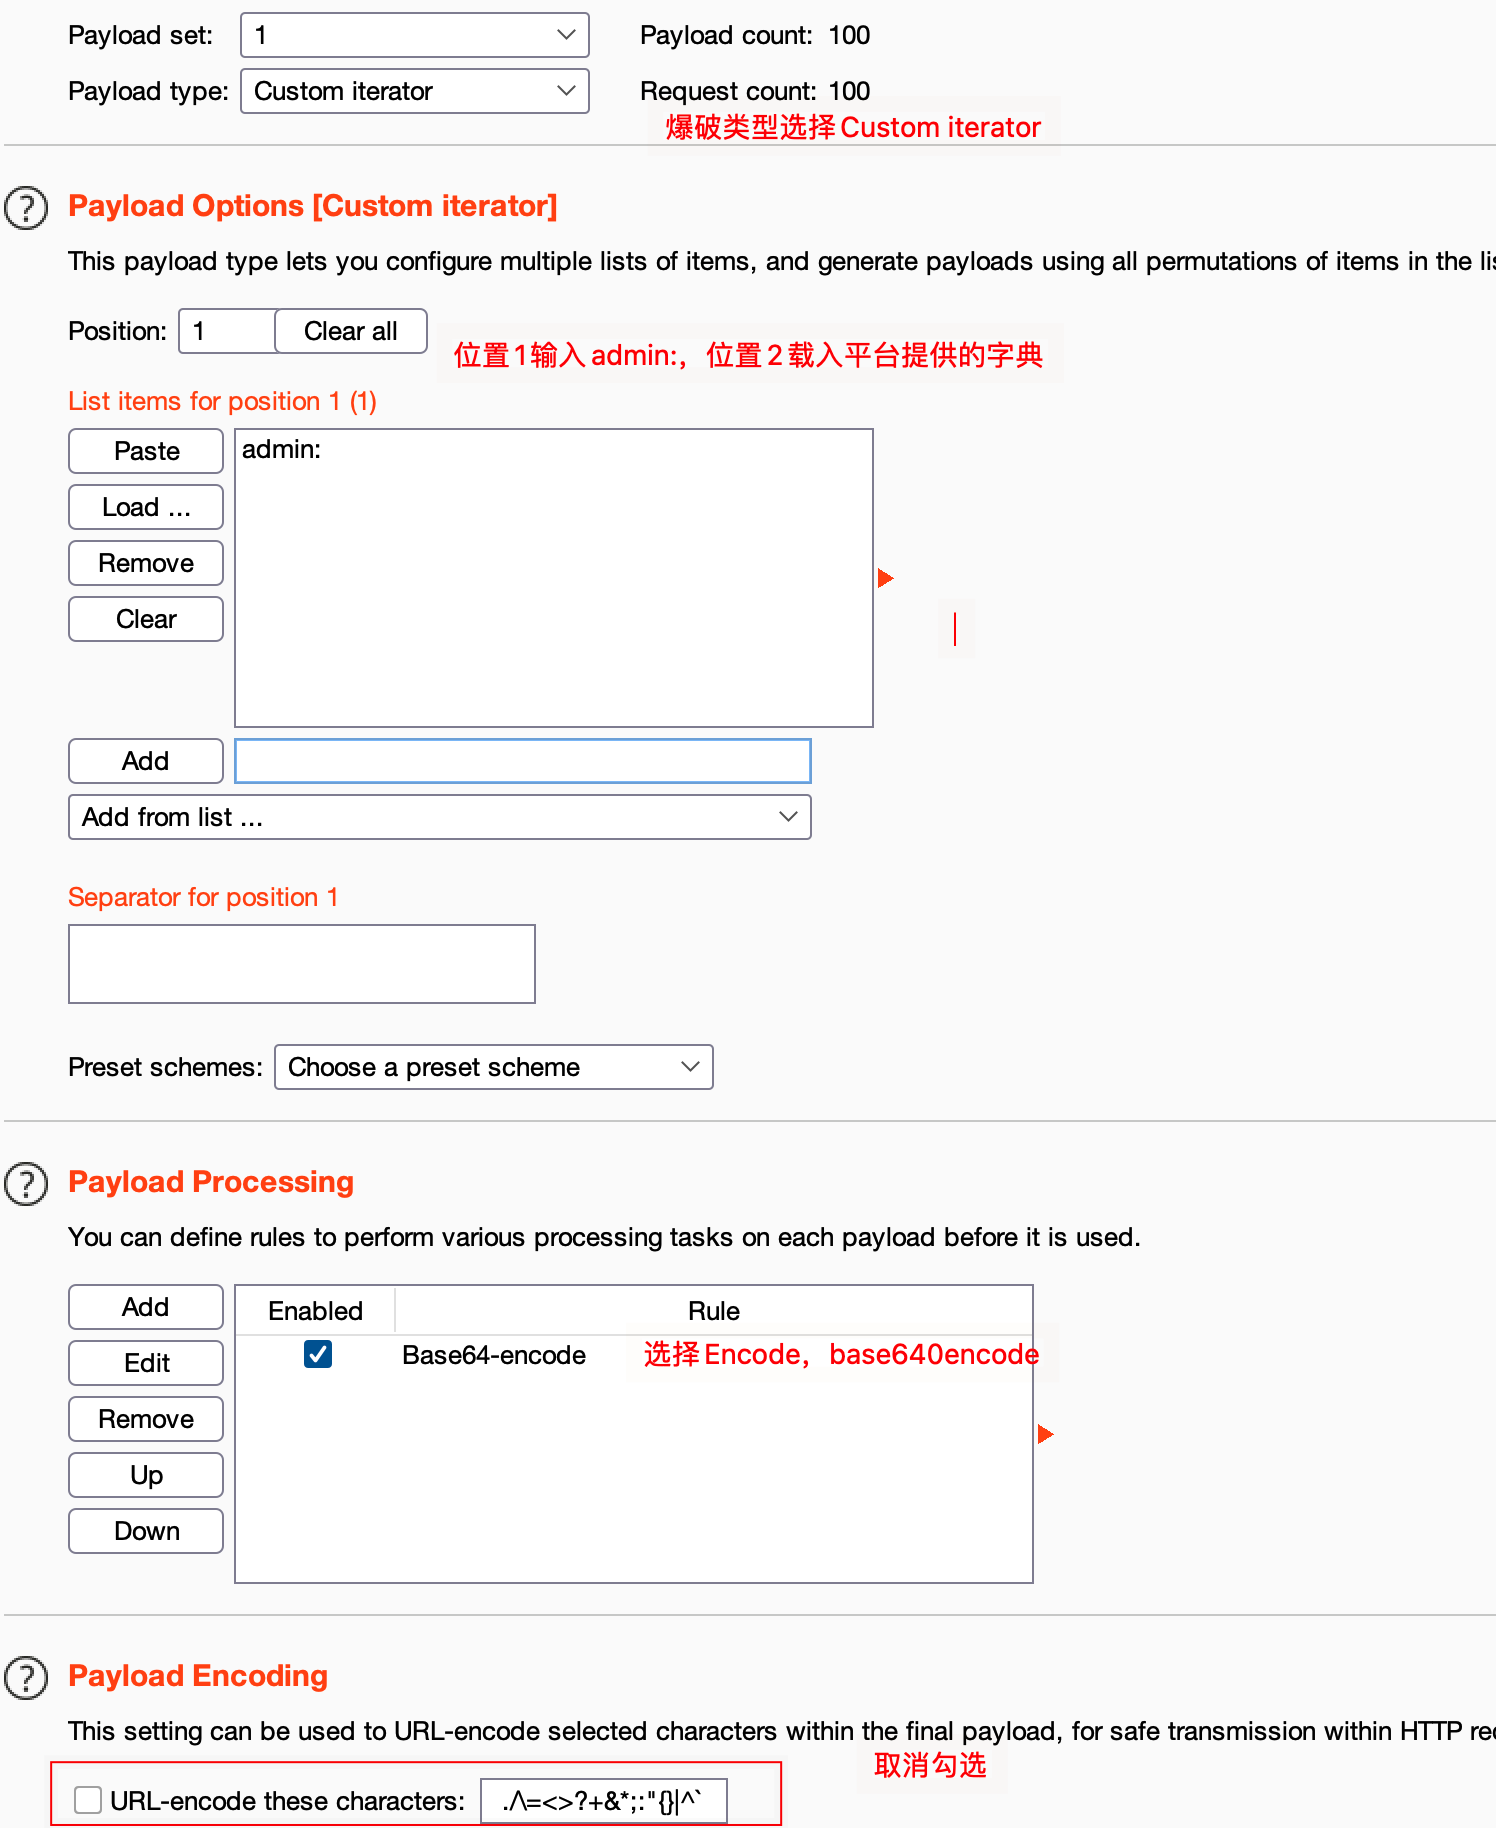 Payload set: 1 Payload count: 100
Payload type: Custom iterator Request count: 100
爆破类型选择Custom iterator
Payload Options [Custom iterator]
This payload type lets you configure multiple lists of items, and generate payloads using all permutations of items in the lis
Position: 1 Clear all
位置1输入admin:，位置2载入平台提供的字典
List items for position 1 (1)
Paste admin:
Load ...
Remove
Clear
Add
Add from list ...
Separator for position 1
Preset schemes: Choose a preset scheme
Payload Processing
You can define rules to perform various processing tasks on each payload before it is used.
Add Enabled Rule
Base64-encode 选择Encode，base640encode
Edit
Remove
Up
Down
Payload Encoding
This setting can be used to URL-encode selected characters within the final payload, for safe transmission within HTTP re
取消勾选
URL-encode these characters: ./\=<>?+&*;:"{}|^`